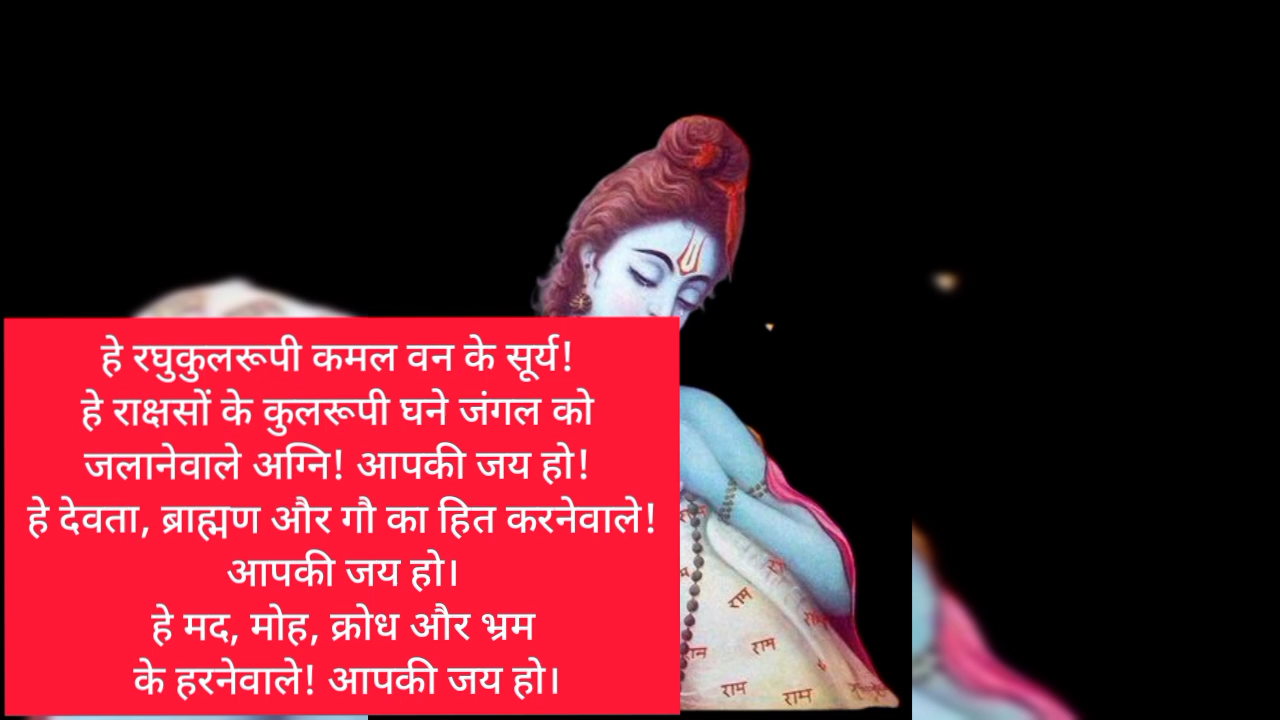 हे रघुकुलरूपी कमल वन के सूर्य!
हे राक्षसों के कुलरूपी घने जंगल को
जलानेवाले अग्नि! आपकी जय हो!
हे देवता, ब्राह्मण और गौ का हित करनेवाले!
आपकी जय हो।
हे मद, मोह, क्रोध और भ्रम
के हरनेवाले! आपकी जय हो।
राम
राम
राम
राम